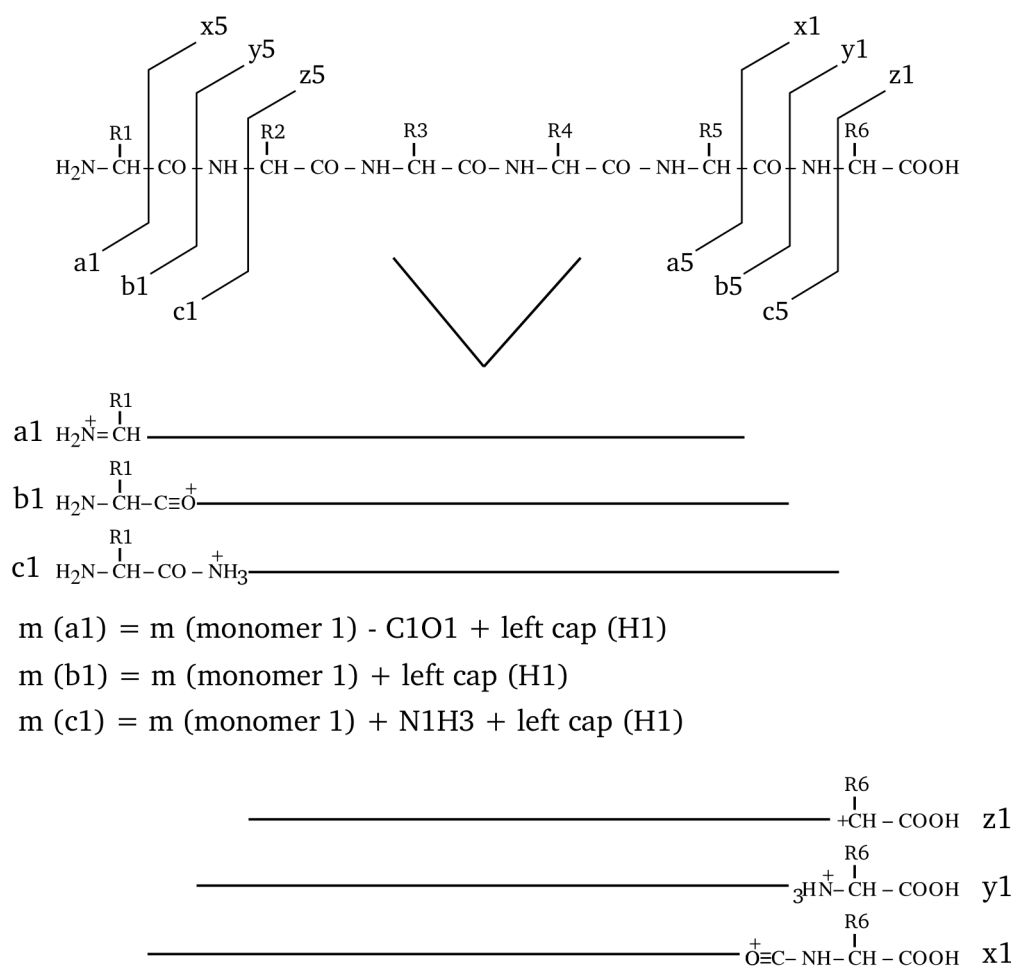 x5 x1
y5 y1
z5 z1
R1 R2 R3 R4 R5 R6
H2N – CH – CO – NH – CH – CO – NH – CH – CO – NH – CH – CO – NH – CH – CO – NH – CH – COOH
a1 a5
b1 b5
c1 c5
R1
+
a1 H2N = CH
R1
+
b1 H2N – CH – C≡O
R1
+
c1 H2N – CH – CO – NH3
m (a1) = m (monomer 1) - C1O1 + left cap (H1)
m (b1) = m (monomer 1) + left cap (H1)
m (c1) = m (monomer 1) + N1H3 + left cap (H1)
R6
+CH – COOH z1
R6
+
3HN – CH – COOH y1
R6
+
O≡C – NH – CH – COOH x1